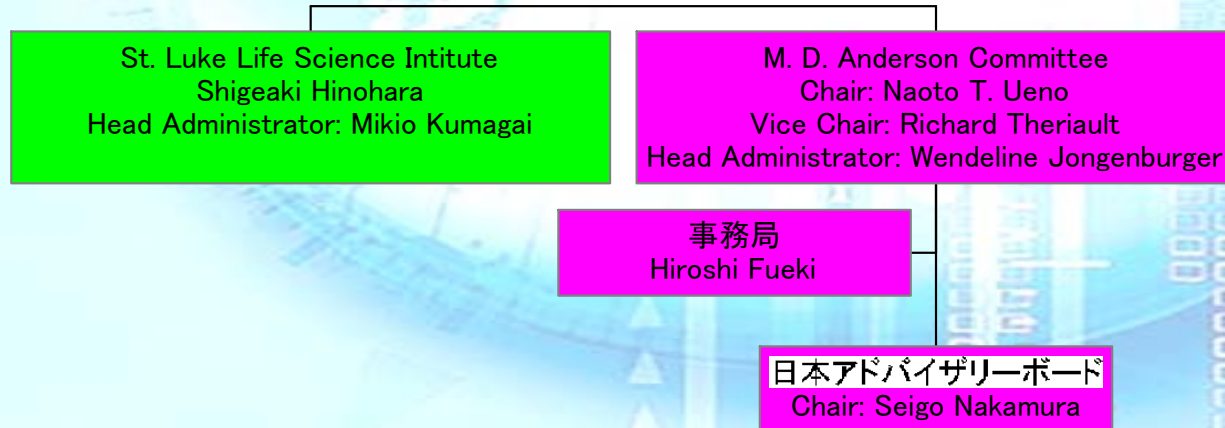 St. Luke Life Science Intitute
Shigeaki Hinohara
Head Administrator: Mikio Kumagai
M. D. Anderson Committee
Chair: Naoto T. Ueno
Vice Chair: Richard Theriault
Head Administrator: Wendeline Jongenburger
事務局
Hiroshi Fueki
日本アドバイザリーボード
Chair: Seigo Nakamura